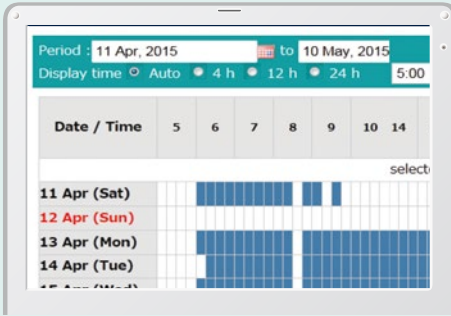 Period : 11 Apr, 2015 to 10 May, 2015
Display time Auto 4 h 12 h 24 h 5:00
Date / Time 5 6 7 8 9 10 14
11 Apr (Sat)
12 Apr (Sun)
13 Apr (Mon)
14 Apr (Tue)